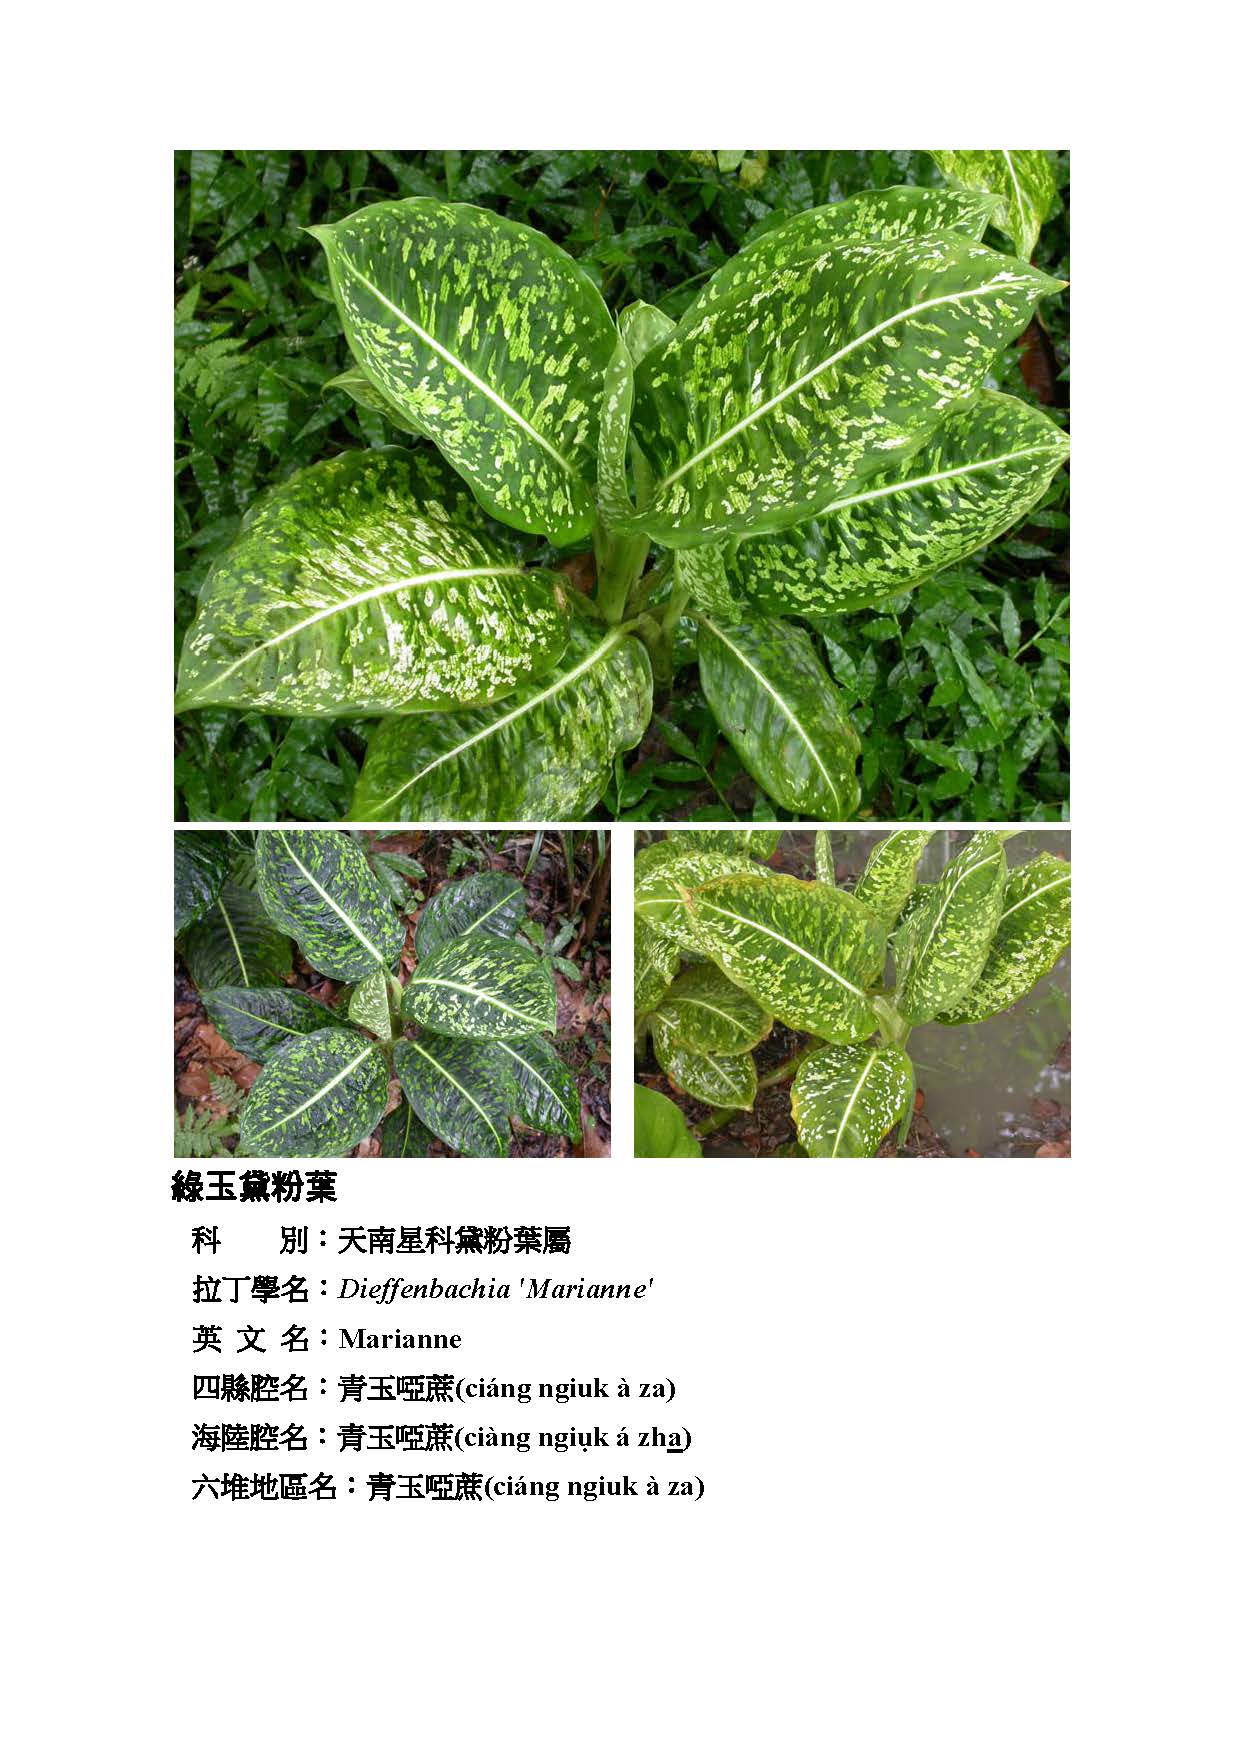 綠玉黛粉葉
科　　別：天南星科黛粉葉屬
拉丁學名：Dieffenbachia 'Marianne'
英 文 名：Marianne
四縣腔名：青玉啞蔗(ciáng ngiuk à za)
海陸腔名：青玉啞蔗(ciàng ngiụk á zha)
六堆地區名：青玉啞蔗(ciáng ngiuk à za)